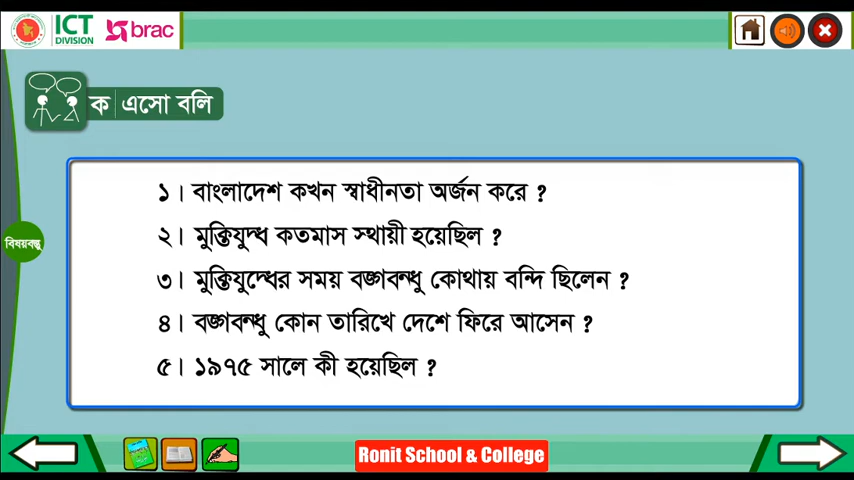 ICT
DIVISION
brac
ক এসো বলি
১। বাংলাদেশ কখন স্বাধীনতা অর্জন করে ?
২। মুক্তিযুদ্ধ কতমাস স্থায়ী হয়েছিল ?
৩। মুক্তিযুদ্ধের সময় বঙ্গবন্ধু কোথায় বন্দি ছিলেন ?
৪। বঙ্গবন্ধু কোন তারিখে দেশে ফিরে আসেন ?
৫। ১৯৭৫ সালে কী হয়েছিল ?
বিষয়বস্তু
Ronit School & College